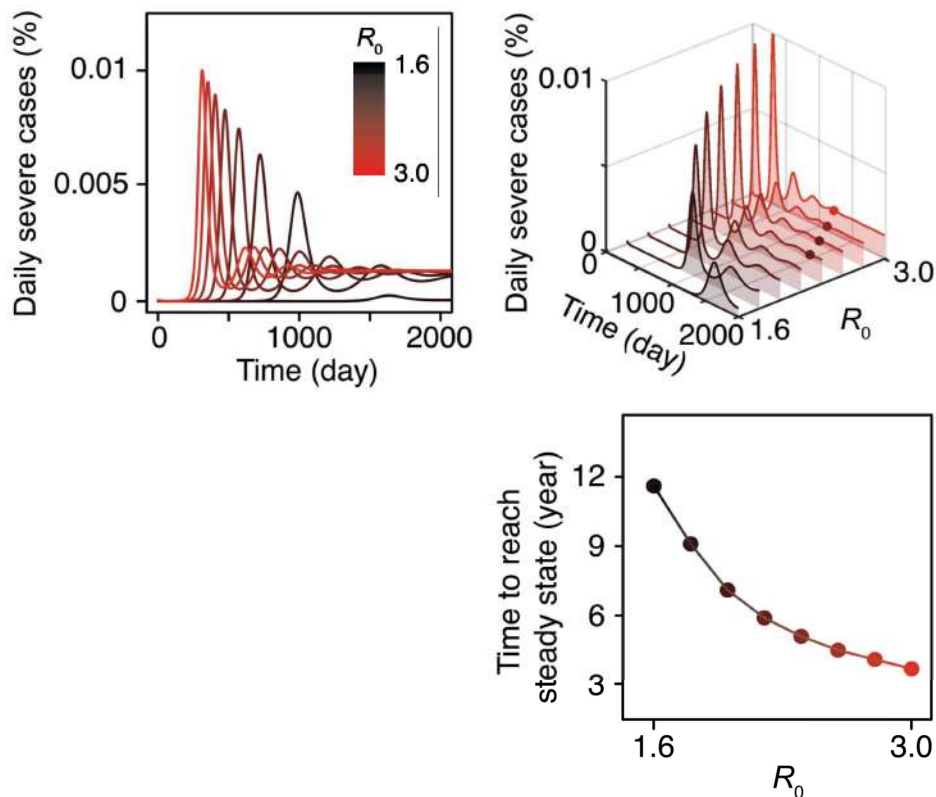 Daily severe cases (%)
0.01
0.005
0
0
1000
2000
Time (day)
R0
1.6
3.0
Daily severe cases (%)
0.01
0
0
1000
2000
Time (day)
1.6
3.0
R0
Time to reach
steady state (year)
12
9
6
3
1.6
3.0
R0